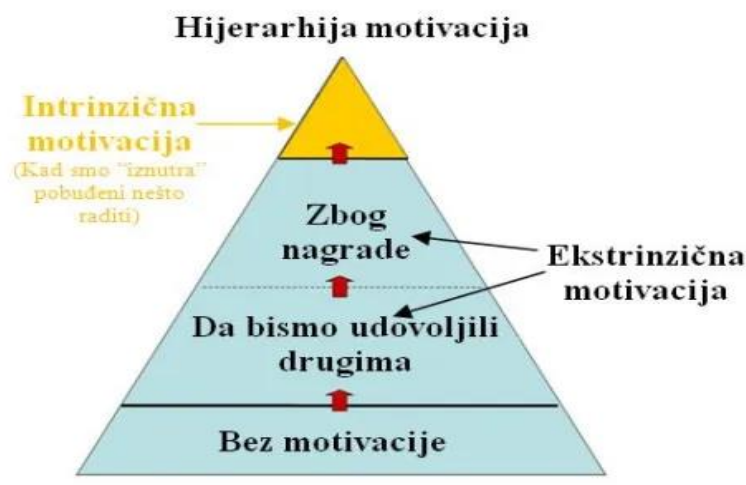 Hijerarhija motivacija
Intrinzična
motivacija
(Kad smo "iznutra"
pobuđeni nešto
raditi)
Zbog
nagrade
Ekstrinzična
motivacija
Da bismo udovoljili
drugima
Bez motivacije